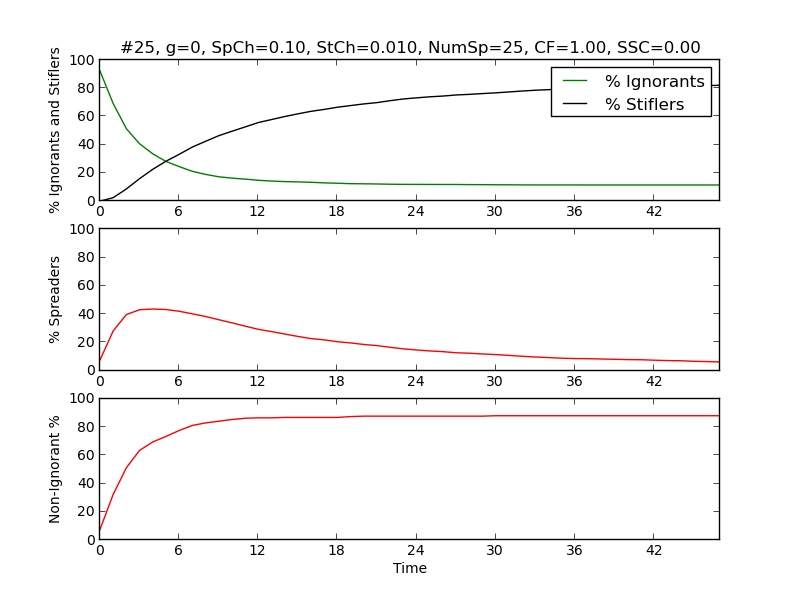 #25, g=0, SpCh=0.10, StCh=0.010, NumSp=25, CF=1.00, SSC=0.00
% Ignorants and Stiflers
100
80
60
40
20
0
% Ignorants
% Stiflers
0 6 12 18 24 30 36 42
% Spreaders
100
80
60
40
20
0
0 6 12 18 24 30 36 42
Non-Ignorant %
100
80
60
40
20
0
0 6 12 18 24 30 36 42
Time